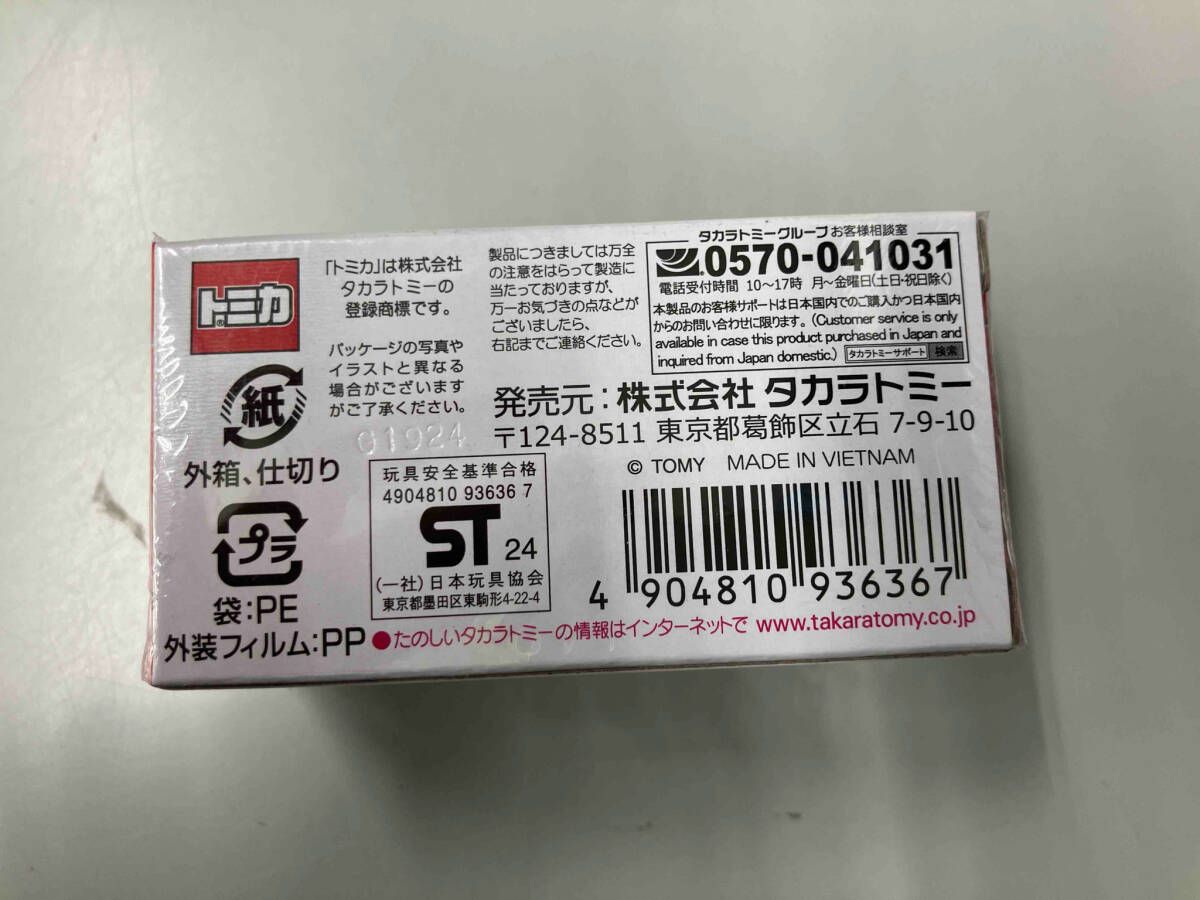 トミカ®
「トミカ」は株式会社
タカラトミーの
登録商標です。
パッケージの写真や
イラストと異なる
場合がございます
がご了承ください。
01924
紙
外箱、仕切り
プラ
袋:PE
外装フィルム:PP
製品につきましては万全
の注意をはらって製造に
当たっておりますが、
万一お気づきの点などが
ございましたら、
右記までご連絡ください。
タカラトミーグループ お客様相談室
0570-041031
電話受付時間 10〜17時 月〜金曜日(土日・祝日除く)
本製品のお客様サポートは日本国内でのご購入かつ日本国内
からのお問い合わせに限ります。(Customer service is only
available in case this product purchased in Japan and
inquired from Japan domestic.) タカラトミーサポート 検索
発売元:株式会社 タカラトミー
〒124-8511 東京都葛飾区立石 7-9-10
© TOMY MADE IN VIETNAM
玩具安全基準合格
4904810 93636 7
ST 24
(一社)日本玩具協会
東京都墨田区東駒形4-22-4
4 904810 936367
●たのしいタカラトミーの情報はインターネットで www.takaratomy.co.jp